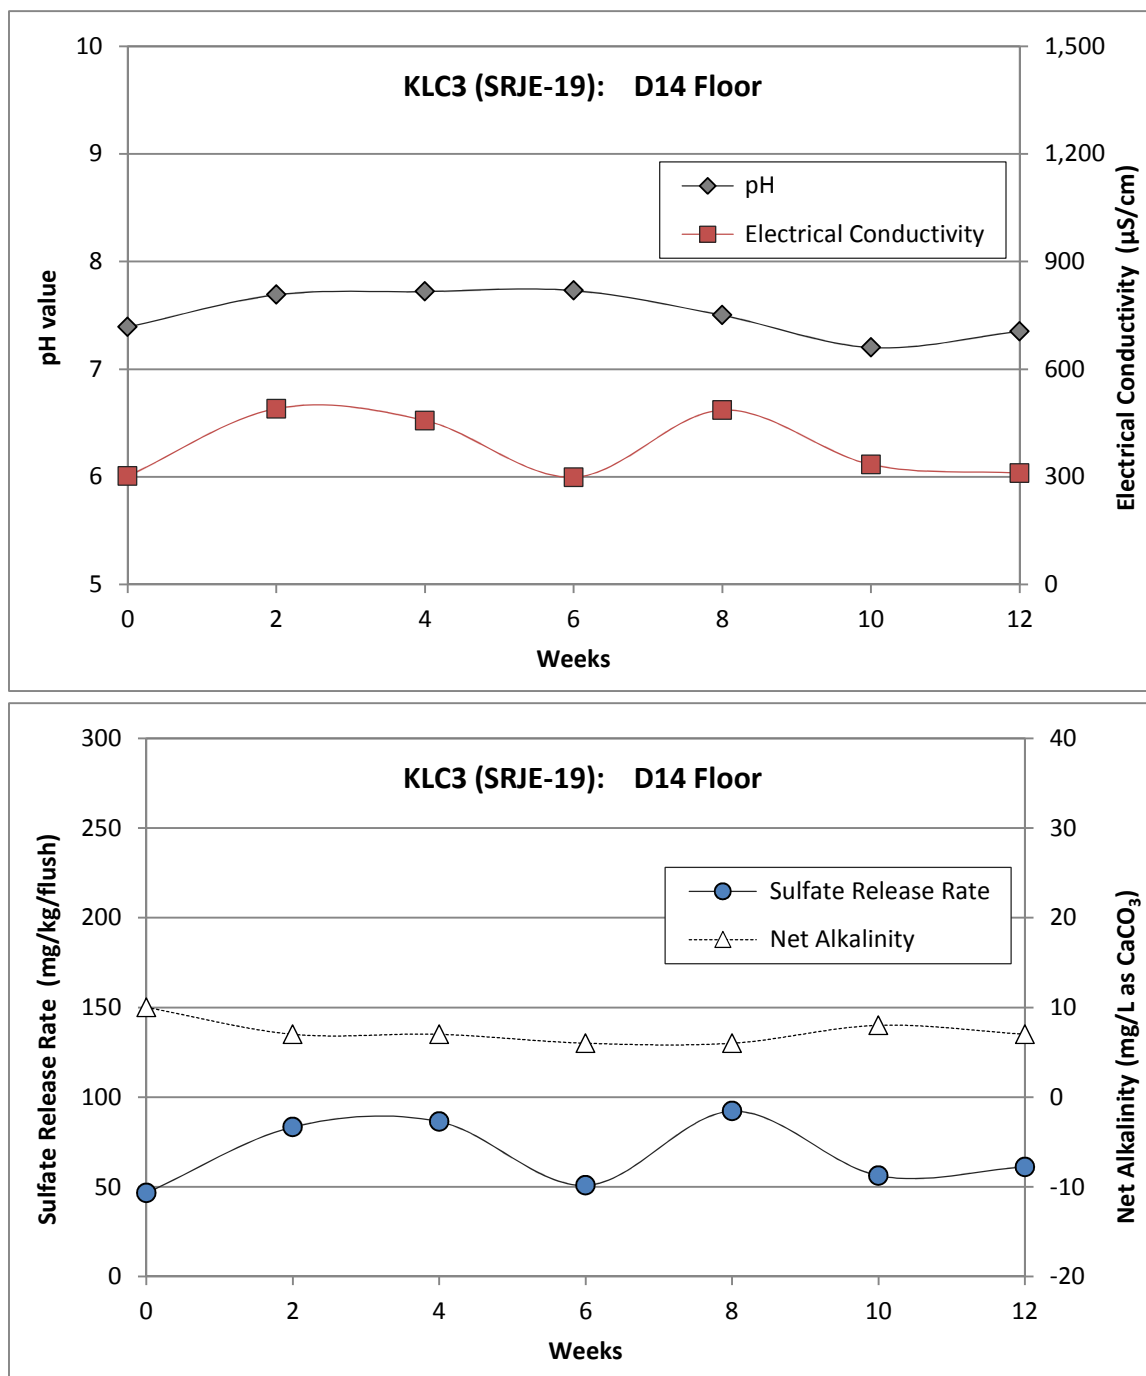 KLC3 (SRJE-19): D14 Floor
10
9
8
7
6
5
pH value
1,500
1,200
900
600
300
0
Electrical Conductivity (µS/cm)
pH
Electrical Conductivity
0 2 4 6 8 10 12
Weeks
KLC3 (SRJE-19): D14 Floor
300
250
200
150
100
50
0
Sulfate Release Rate (mg/kg/flush)
40
30
20
10
0
-10
-20
Net Alkalinity (mg/L as CaCO₃)
Sulfate Release Rate
Net Alkalinity
0 2 4 6 8 10 12
Weeks